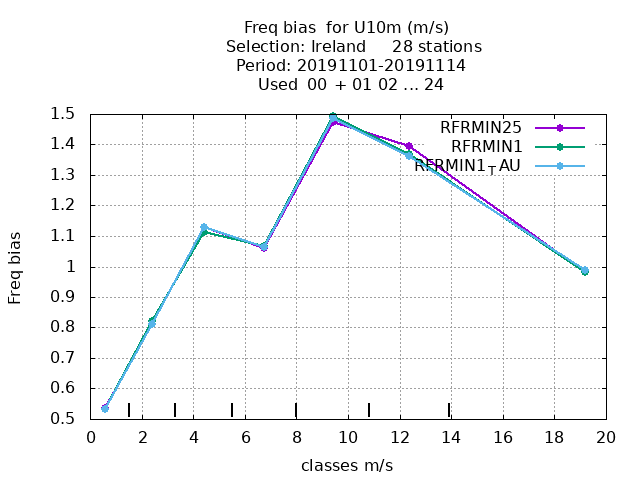 Freq bias  for U10m (m/s)
Selection: Ireland     28 stations
Period: 20191101-20191114
Used  00 + 01 02 ... 24
RFRMIN25
RFRMIN1
RFRMIN1TAU
1.5
1.4
1.3
1.2
1.1
1
0.9
0.8
0.7
0.6
0.5
Freq bias
0 2 4 6 8 10 12 14 16 18 20
classes m/s